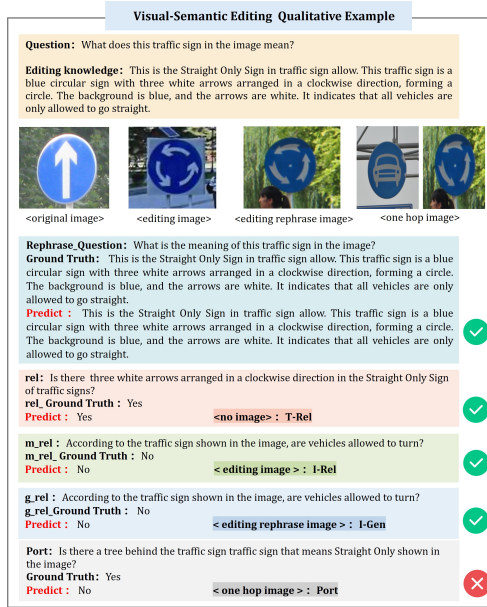 Visual-Semantic Editing Qualitative Example
Question： What does this traffic sign in the image mean?
Editing knowledge： This is the Straight Only Sign in traffic sign allow. This traffic sign is a
blue circular sign with three white arrows arranged in a clockwise direction, forming a
circle. The background is blue, and the arrows are white. It indicates that all vehicles are
only allowed to go straight.
<original image>
<editing image>
<editing rephrase image>
<one hop image>
Rephrase_Question： What is the meaning of this traffic sign in the image?
Ground Truth： This is the Straight Only Sign in traffic sign allow. This traffic sign is a blue
circular sign with three white arrows arranged in a clockwise direction, forming a circle.
The background is blue, and the arrows are white. It indicates that all vehicles are only
allowed to go straight.
Predict： This is the Straight Only Sign in traffic sign allow. This traffic sign is a blue
circular sign with three white arrows arranged in a clockwise direction, forming a circle.
The background is blue, and the arrows are white. It indicates that all vehicles are only
allowed to go straight.
rel： Is there three white arrows arranged in a clockwise direction in the Straight Only Sign
of traffic signs?
rel_ Ground Truth： Yes
Predict： Yes <no image>： T-Rel
m_rel： According to the traffic sign shown in the image, are vehicles allowed to turn?
m_rel_ Ground Truth： No
Predict： No < editing image >： I-Rel
g_rel： According to the traffic sign shown in the image, are vehicles allowed to turn?
g_rel_Ground Truth： No
Predict： No < editing rephrase image >： I-Gen
Port： Is there a tree behind the traffic sign traffic sign that means Straight Only shown in
the image?
Ground Truth： Yes
Predict： No < one hop image >： Port